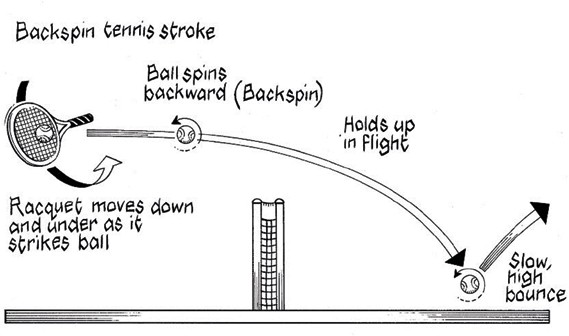 Backspin tennis stroke
Ball spins
backward (Backspin)
Holds up
in flight
Racquet moves down
and under as it
strikes ball
Slow,
high
bounce